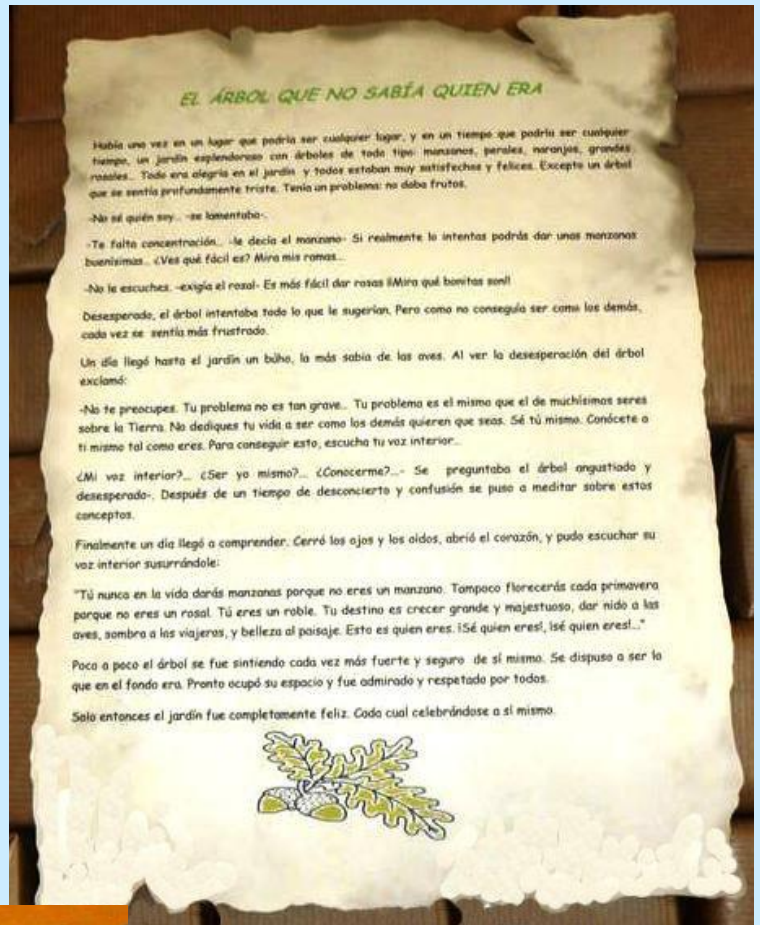 EL ÁRBOL QUE NO SABÍA QUIEN ERA
Había una vez en un lugar que podría ser cualquier lugar, y en un tiempo que podría ser cualquier
tiempo, un jardín esplendoroso con árboles de todo tipo: manzanos, perales, naranjos, grandes
rosales... Todo era alegría en el jardín y todos estaban muy satisfechos y felices. Excepto un árbol
que se sentía profundamente triste. Tenía un problema: no daba frutos.
-No sé quién soy... -se lamentaba-.
-Te falta concentración... -le decía el manzano- Si realmente lo intentas podrás dar unas manzanas
buenísimas... ¿Ves qué fácil es? Mira mis ramas...
-No le escuches. -exigía el rosal- Es más fácil dar rosas ¡¡Mira qué bonitas son!!
Desesperado, el árbol intentaba todo lo que le sugerían. Pero como no conseguía ser como los demás,
cada vez se sentía más frustrado.
Un día llegó hasta el jardín un búho, la más sabia de las aves. Al ver la desesperación del árbol
exclamó:
-No te preocupes. Tu problema no es tan grave... Tu problema es el mismo que el de muchísimos seres
sobre la Tierra. No dediques tu vida a ser como los demás quieren que seas. Sé tú mismo. Conócete a
ti mismo tal como eres. Para conseguir esto, escucha tu voz interior...
¿Mi voz interior?... ¿Ser yo mismo?... ¿Conocerme?...- Se preguntaba el árbol angustiado y
desesperado-. Después de un tiempo de desconcierto y confusión se puso a meditar sobre estos
conceptos.
Finalmente un día llegó a comprender. Cerró los ojos y los oídos, abrió el corazón, y pudo escuchar su
voz interior susurrándole:
"Tú nunca en la vida darás manzanas porque no eres un manzano. Tampoco florecerás cada primavera
porque no eres un rosal. Tú eres un roble. Tu destino es crecer grande y majestuoso, dar nido a las
aves, sombra a los viajeros, y belleza al paisaje. Esto es quien eres. ¡Sé quien eres!, ¡sé quien eres!..."
Poco a poco el árbol se fue sintiendo cada vez más fuerte y seguro de sí mismo. Se dispuso a ser lo
que en el fondo era. Pronto ocupó su espacio y fue admirado y respetado por todos.
Solo entonces el jardín fue completamente feliz. Cada cual celebrándose a sí mismo.